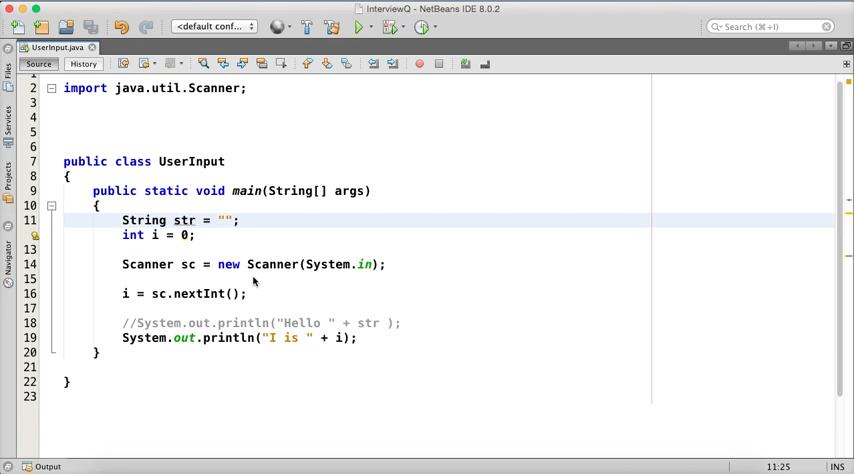 InterviewQ - NetBeans IDE 8.0.2
<default conf...
Search (⌘+I)
UserInput.java
Source
History
Files
Services
Projects
Navigator
1
2 import java.util.Scanner;
3
4
5
6
7 public class UserInput
8 {
9 public static void main(String[] args)
10 {
11 String str = "";
int i = 0;
13
14 Scanner sc = new Scanner(System.in);
15
16 i = sc.nextInt();
17
18 //System.out.println("Hello " + str );
19 System.out.println("I is " + i);
20 }
21
22 }
23
Output
11:25
INS